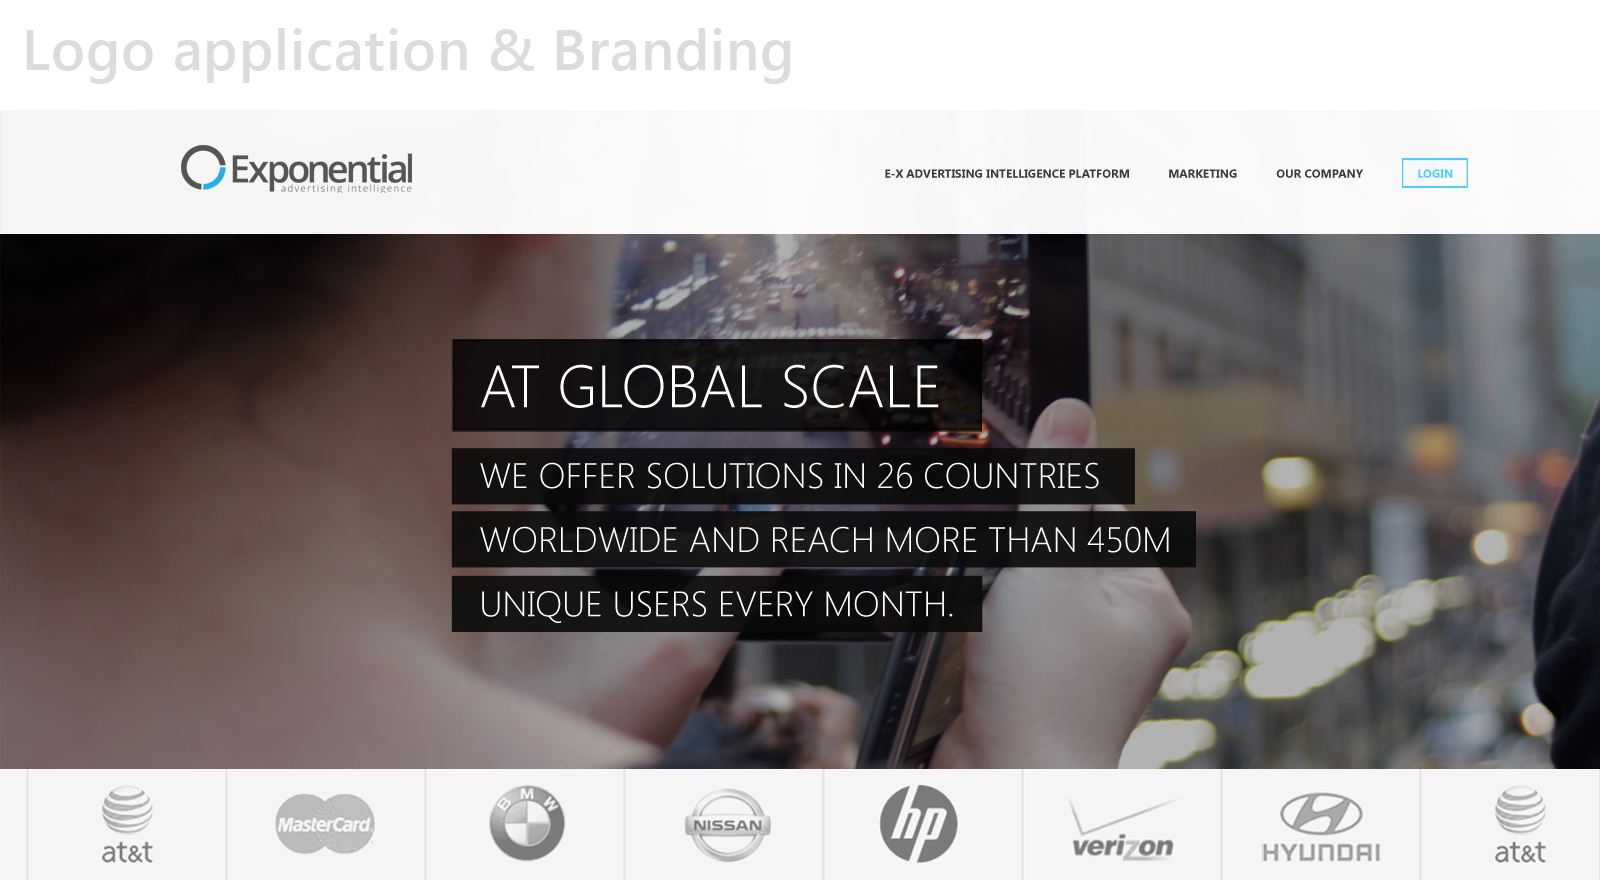 Logo application & Branding
Exponential
advertising intelligence
E-X ADVERTISING INTELLIGENCE PLATFORM
MARKETING
OUR COMPANY
LOGIN
AT GLOBAL SCALE
WE OFFER SOLUTIONS IN 26 COUNTRIES
WORLDWIDE AND REACH MORE THAN 450M
UNIQUE USERS EVERY MONTH.
at&t
MasterCard
BMW
NISSAN
hp
verizon
HYUNDAI
at&t